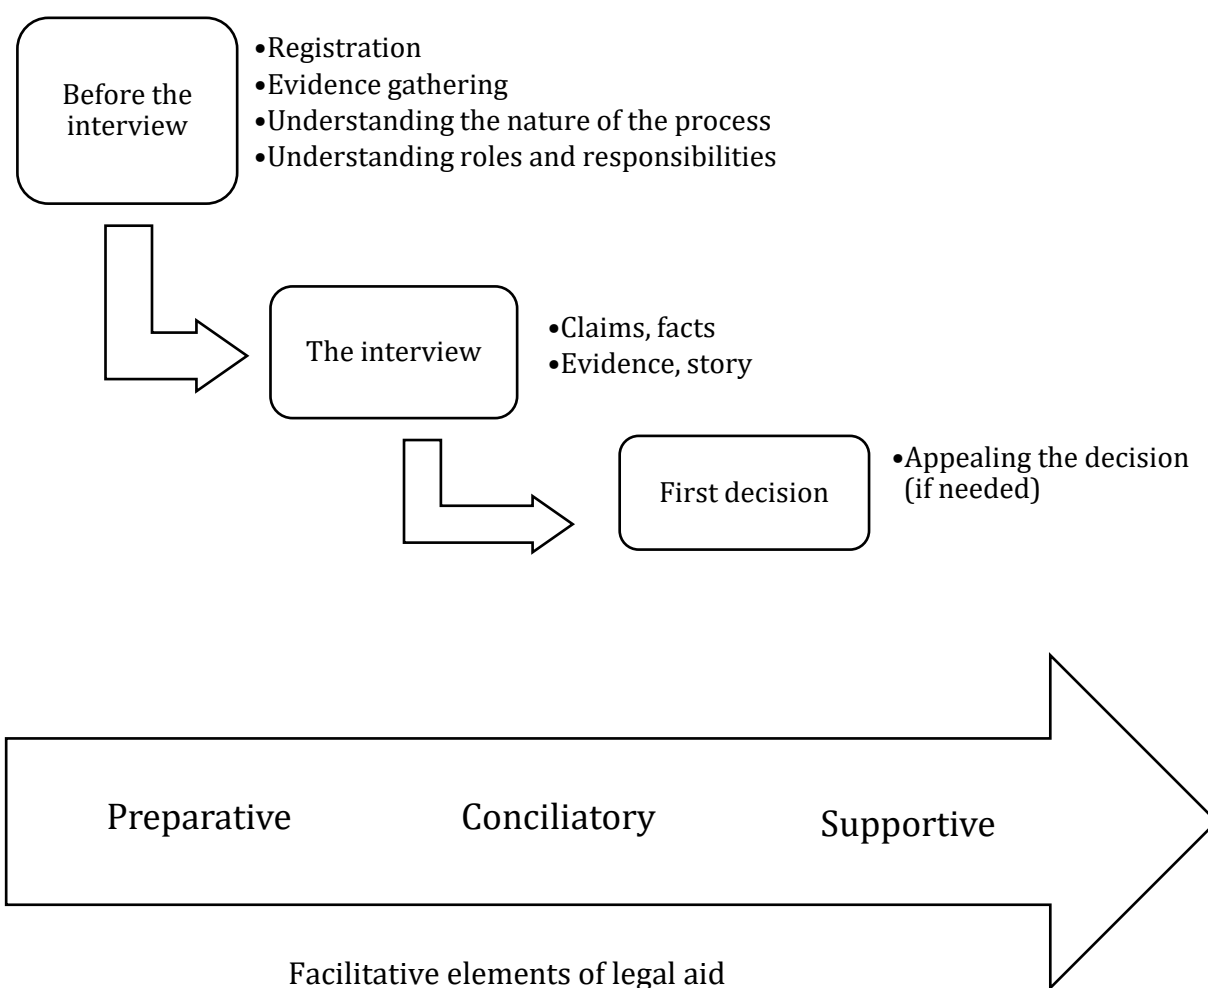 Before the
interview
•Registration
•Evidence gathering
•Understanding the nature of the process
•Understanding roles and responsibilities
The interview
•Claims, facts
•Evidence, story
First decision
•Appealing the decision
(if needed)
Preparative
Conciliatory
Supportive
Facilitative elements of legal aid